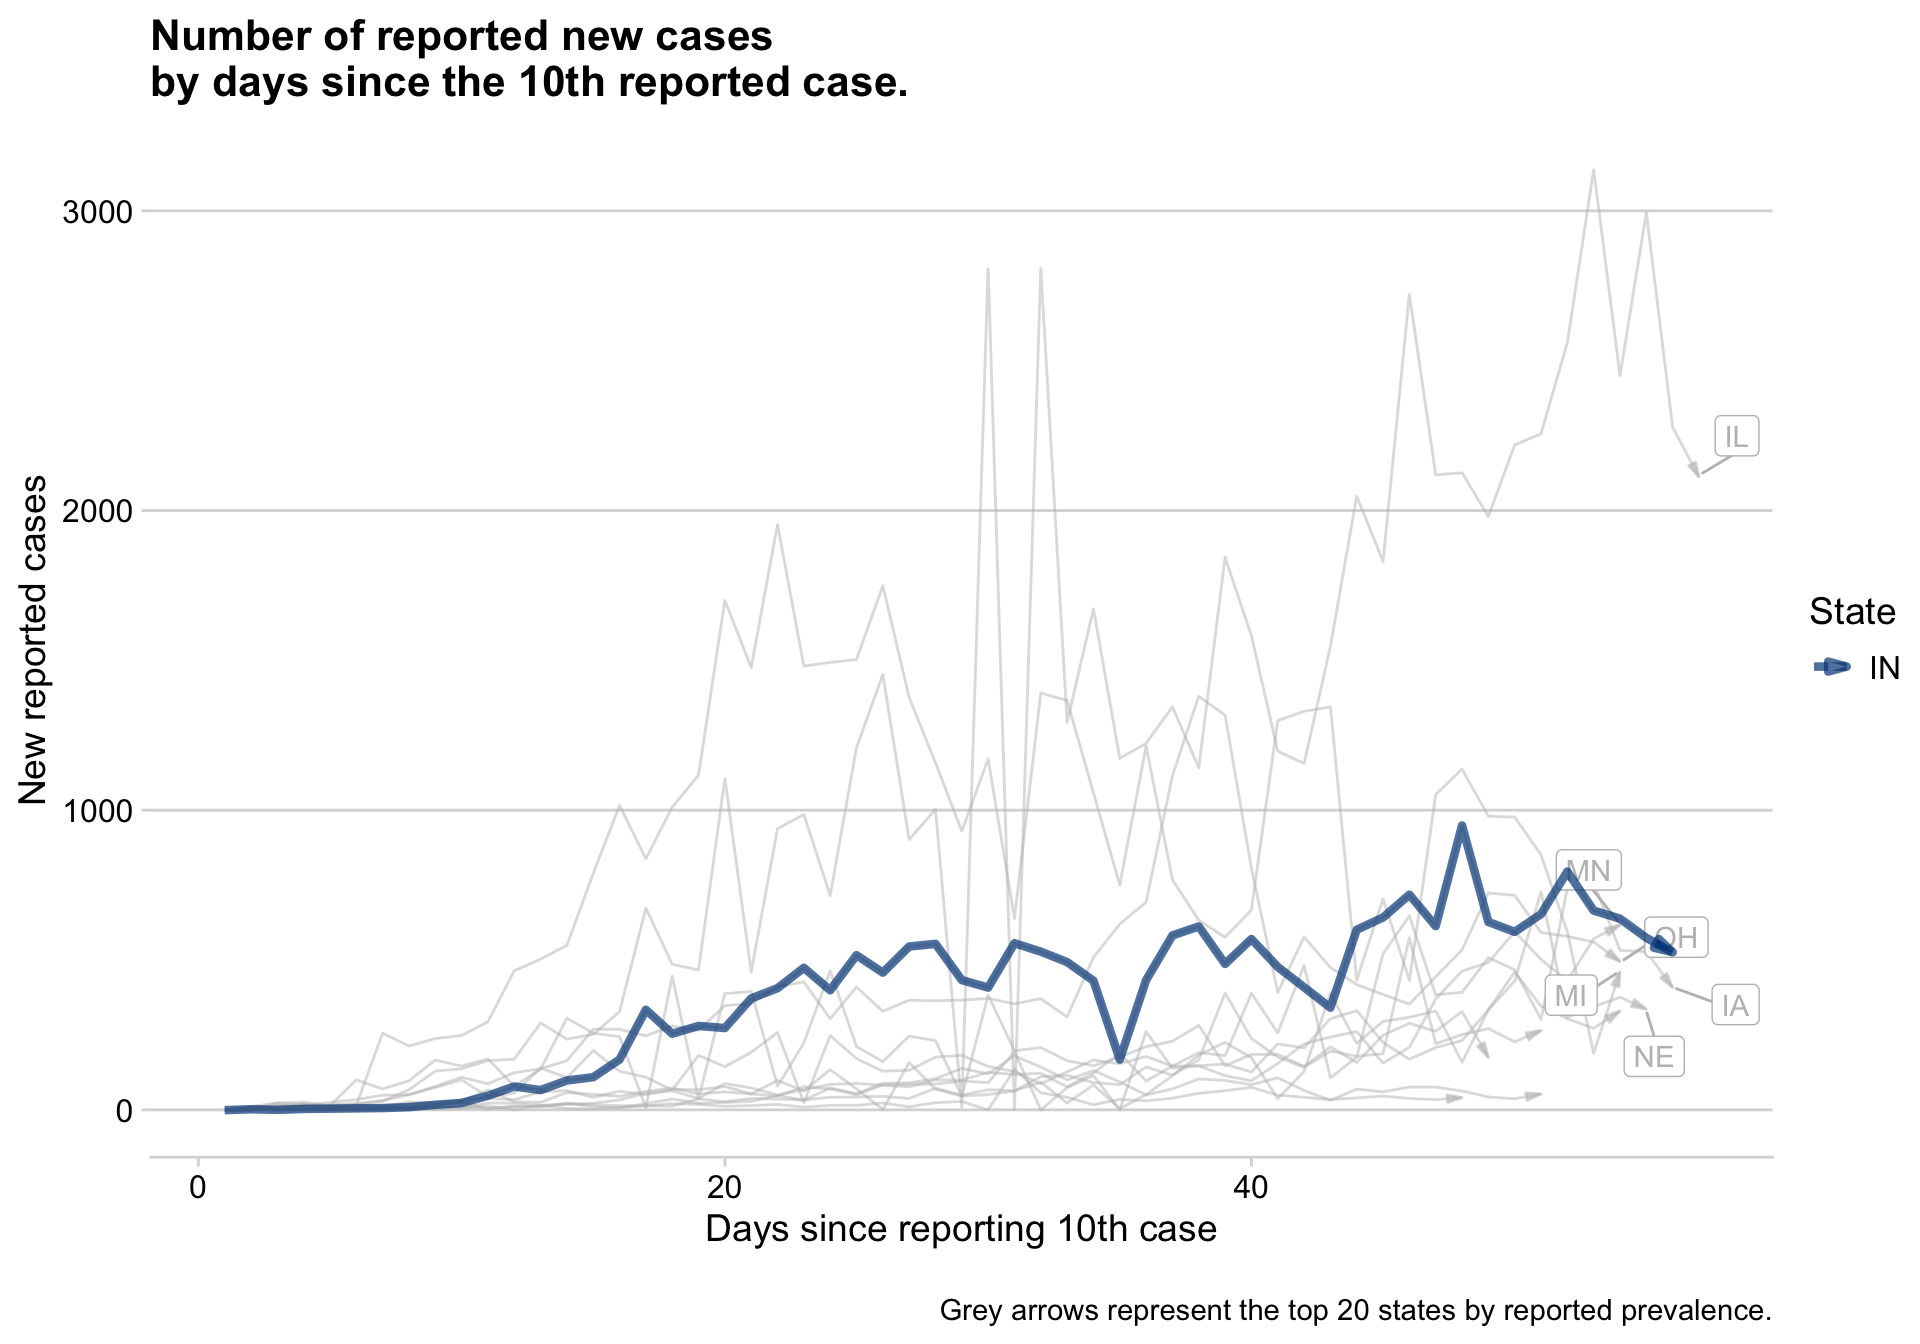 Number of reported new cases
by days since the 10th reported case.
New reported cases
3000
2000
1000
0
0
20
40
Days since reporting 10th case
IL
MN
OH
MI
IA
NE
State
IN
Grey arrows represent the top 20 states by reported prevalence.